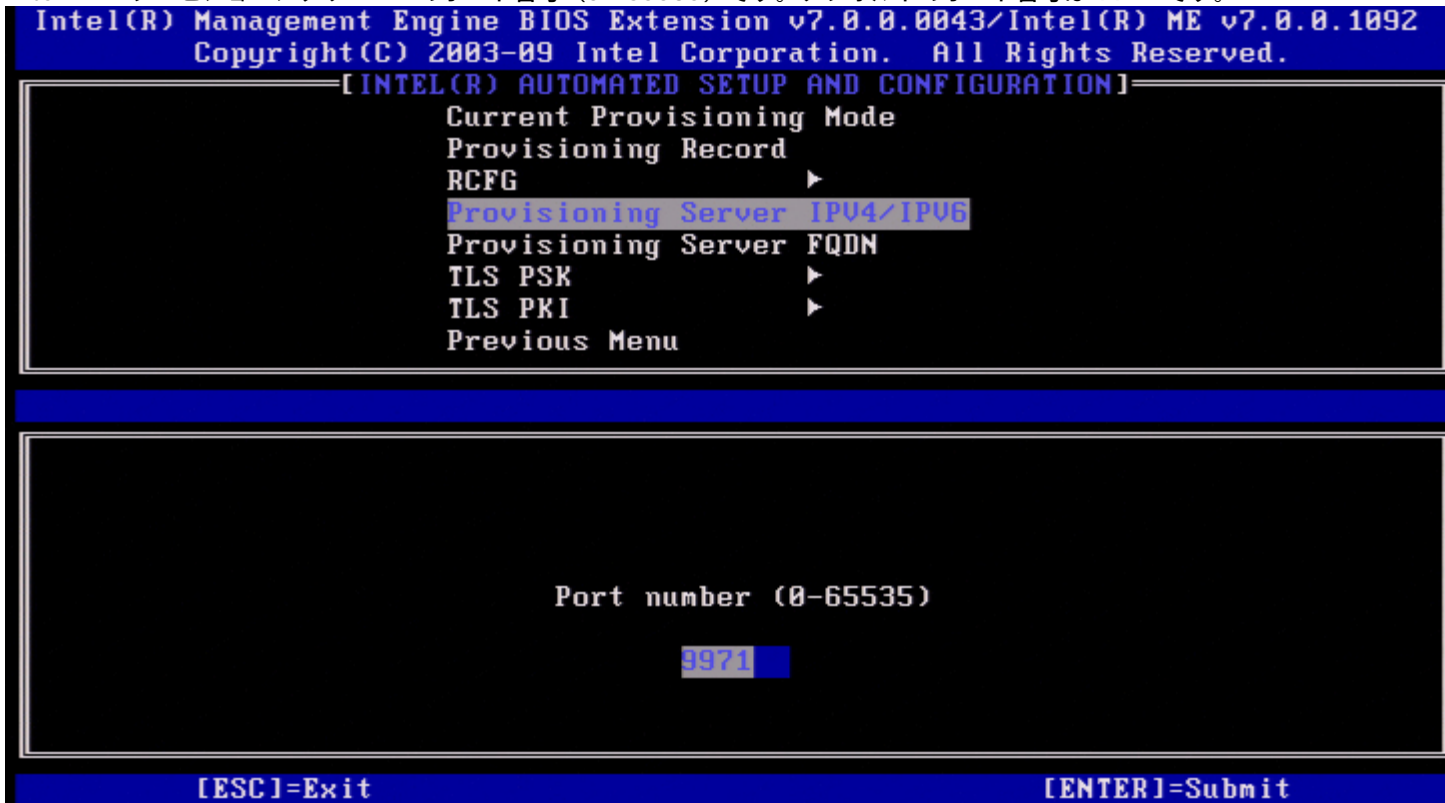 Intel(R) Management Engine BIOS Extension v7.0.0.0043/Intel(R) ME v7.0.0.1092
Copyright(C) 2003-09 Intel Corporation. All Rights Reserved.
[INTEL(R) AUTOMATED SETUP AND CONFIGURATION]
Current Provisioning Mode
Provisioning Record
RCFG
Provisioning Server IPV4/IPV6
Provisioning Server FQDN
TLS PSK
TLS PKI
Previous Menu
Port number (0-65535)
9971
[ESC]=Exit [ENTER]=Submit